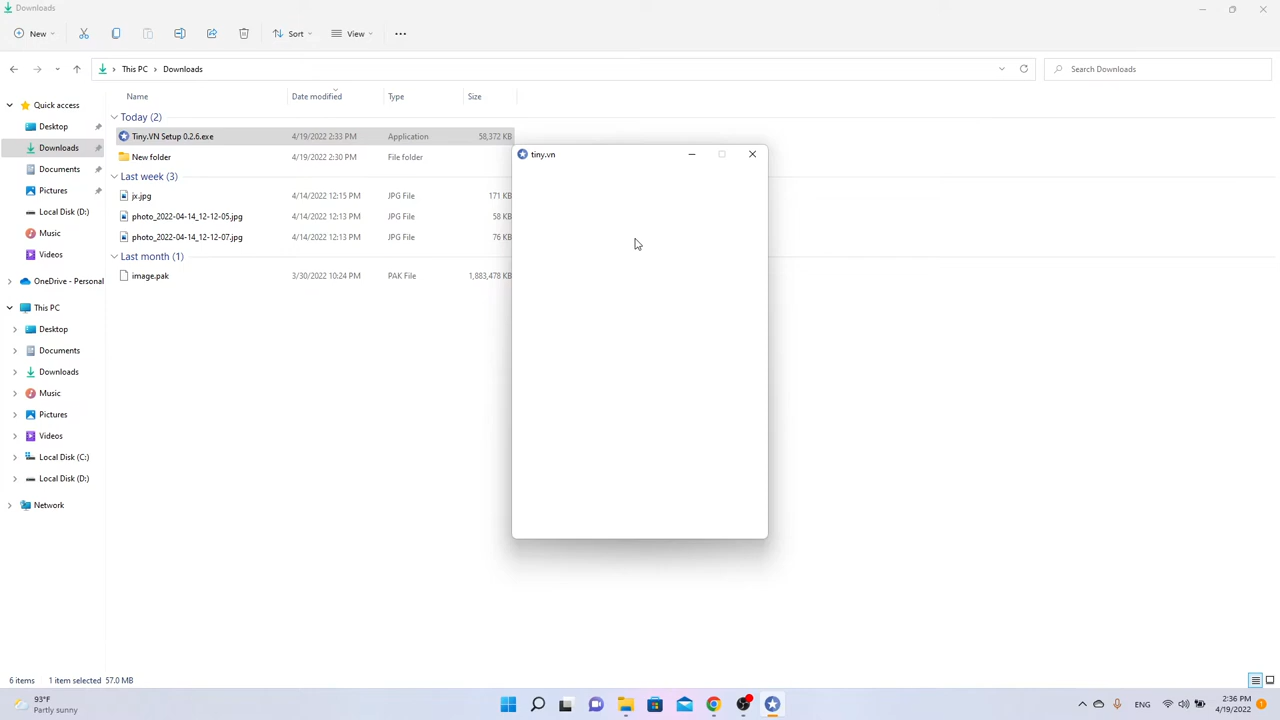 Downloads
New
Sort
View
This PC
Downloads
Search Downloads
Name
Date modified
Type
Size
Quick access
Desktop
Downloads
Documents
Pictures
Local Disk (D:)
Music
Videos
OneDrive - Personal
This PC
Desktop
Documents
Downloads
Music
Pictures
Videos
Local Disk (C:)
Local Disk (D:)
Network
Today (2)
Tiny.VN Setup 0.2.6.exe 4/19/2022 2:33 PM Application 58,372 KB
New folder 4/19/2022 2:30 PM File folder
Last week (3)
jx.jpg 4/14/2022 12:15 PM JPG File 171 KB
photo_2022-04-14_12-12-05.jpg 4/14/2022 12:13 PM JPG File 58 KB
photo_2022-04-14_12-12-07.jpg 4/14/2022 12:13 PM JPG File 76 KB
Last month (1)
image.pak 3/30/2022 10:24 PM PAK File 1,883,478 KB
tiny.vn
6 items 1 item selected 57.0 MB
93°F
Partly sunny
ENG
2:36 PM
4/19/2022